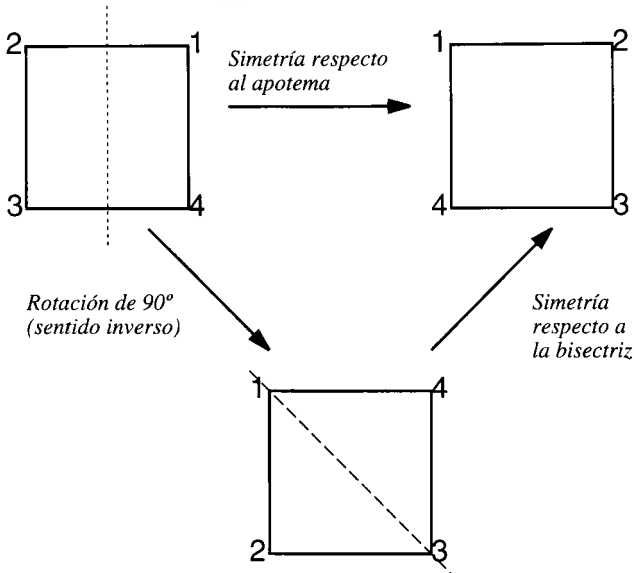 2 1
Simetría respecto
al apotema
1 2
3 4
4 3
Rotación de 90º
(sentido inverso)
Simetría
respecto a
la bisectriz
1 4
2 3